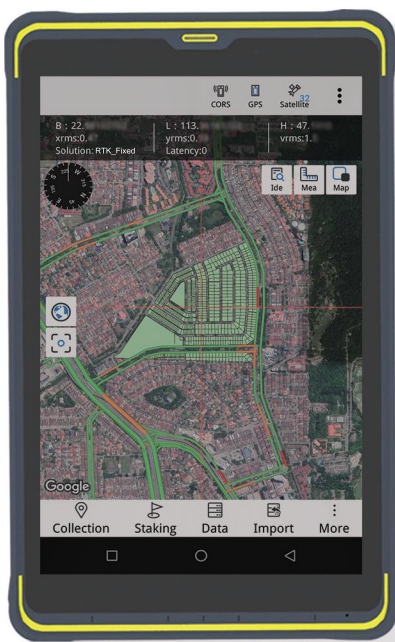 CORS GPS Satellite 32
B : 22. L : 113. H : 47.
xrms:0. yrms:0. vrms:1.
Solution: RTK_Fixed Latency:0
Ide Mea Map
Google
Collection Staking Data Import More